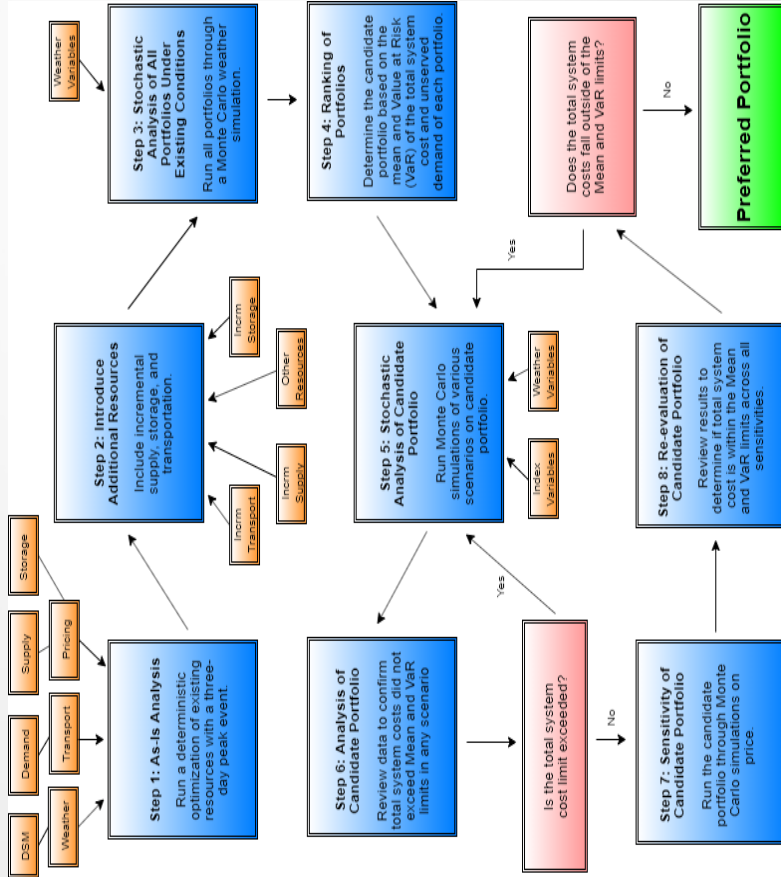 DSM
Demand
Supply
Storage
Weather
Transport
Pricing
Step 1: As-Is Analysis
Run a deterministic
optimization of existing
resources with a three-
day peak event.
Step 2: Introduce
Additional Resources
Include incremental
supply, storage, and
transportation.
Incrm
Transport
Incrm
Supply
Other
Resources
Incrm
Storage
Weather
Variables
Step 3: Stochastic
Analysis of All
Portfolios Under
Existing Conditions
Run all portfolios through
a Monte Carlo weather
simulation.
Step 4: Ranking of
Portfolios
Determine the candidate
portfolio based on the
mean and Value at Risk
(VaR) of the total system
cost and unserved
demand of each portfolio.
Step 5: Stochastic
Analysis of Candidate
Portfolio
Run Monte Carlo
simulations of various
scenarios on candidate
portfolio.
Index
Variables
Weather
Variables
Step 6: Analysis of
Candidate Portfolio
Review data to confirm
total system costs did not
exceed Mean and VaR
limits in any scenario
Is the total system
cost limit exceeded?
Yes
No
Step 7: Sensitivity of
Candidate Portfolio
Run the candidate
portfolio through Monte
Carlo simulations on
price.
Step 8: Re-evaluation of
Candidate Portfolio
Review results to
determine if total system
cost is within the Mean
and VaR limits across all
sensitivities.
Does the total system
costs fall outside of the
Mean and VaR limits?
Yes
No
Preferred Portfolio